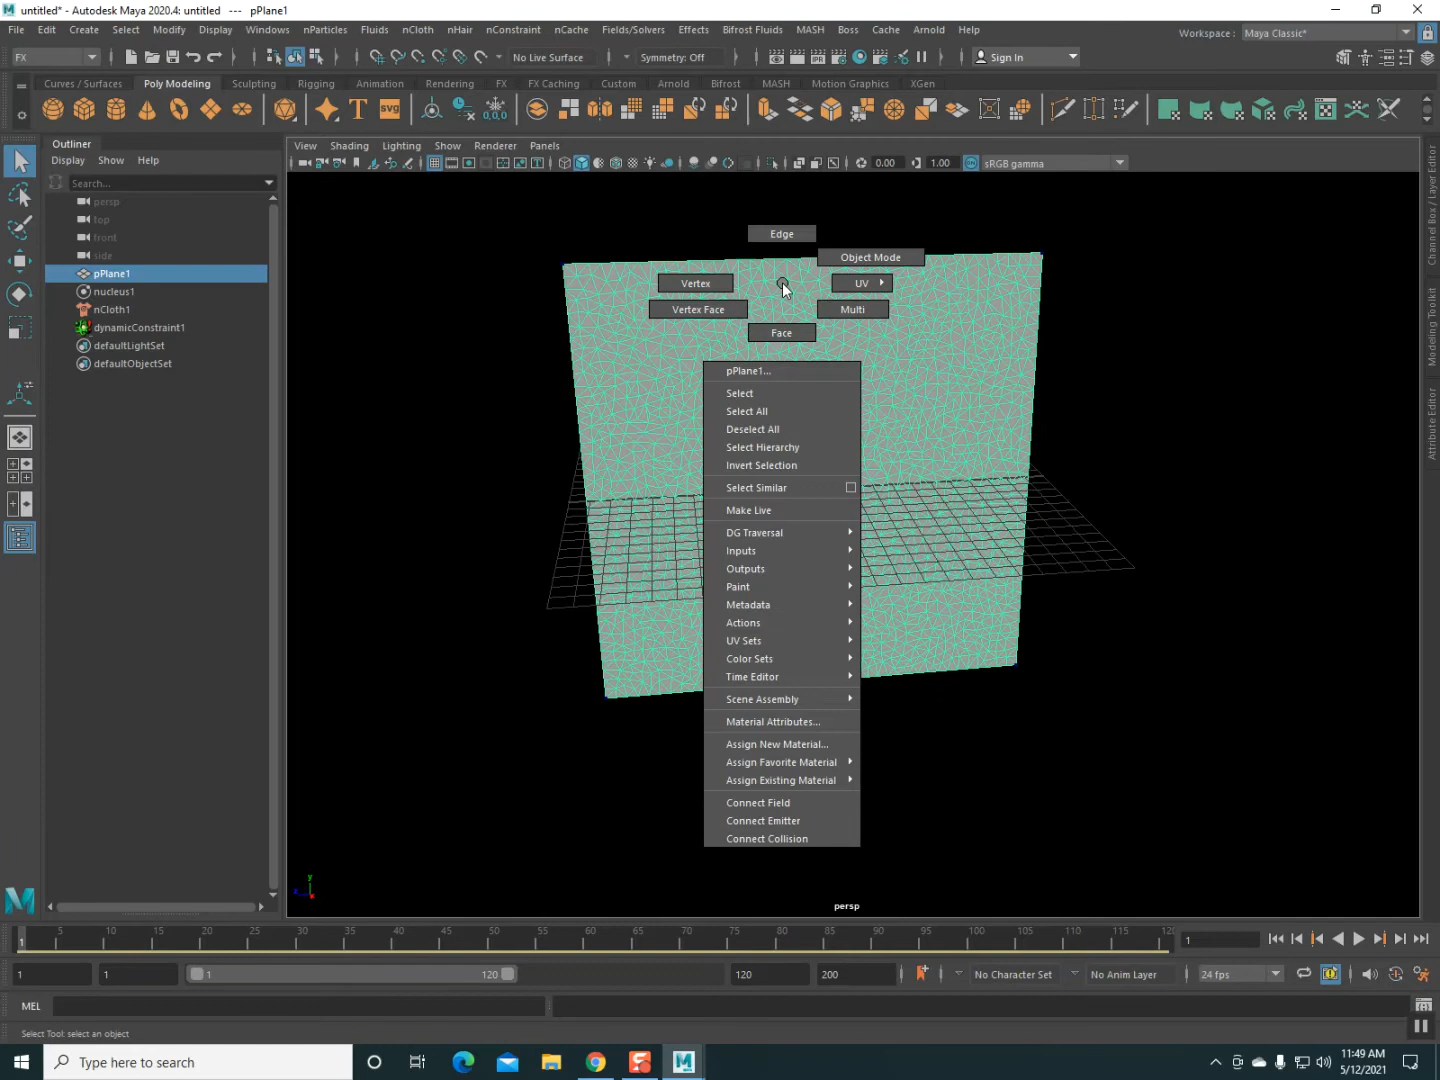 untitled* - Autodesk Maya 2020.4: untitled --- pPlane1
File Edit Create Select Modify Display Windows nParticles Fluids nCloth nHair nConstraint nCache Fields/Solvers Effects Bifrost Fluids MASH Boss Cache Arnold Help
Workspace : Maya Classic*
FX No Live Surface Symmetry: Off Sign In
Curves / Surfaces Poly Modeling Sculpting Rigging Animation Rendering FX FX Caching Custom Arnold Bifrost MASH Motion Graphics XGen
T SVG 0,0,0
Outliner
Display Show Help
View Shading Lighting Show Renderer Panels
0.00 1.00 sRGB gamma
Search...
persp
top
front
side
pPlane1
nucleus1
nCloth1
dynamicConstraint1
defaultLightSet
defaultObjectSet
Edge
Object Mode
Vertex
UV
Vertex Face
Multi
Face
pPlane1...
Select
Select All
Deselect All
Select Hierarchy
Invert Selection
Select Similar
Make Live
DG Traversal
Inputs
Outputs
Paint
Metadata
Actions
UV Sets
Color Sets
Time Editor
Scene Assembly
Material Attributes...
Assign New Material...
Assign Favorite Material
Assign Existing Material
Connect Field
Connect Emitter
Connect Collision
Channel Box / Layer Editor
Modeling Toolkit
Attribute Editor
y
z x
persp
1 5 10 15 20 25 30 35 40 45 50 55 60 65 70 75 80 85 90 95 100 105 110 115 12
1
1 1 1 120 120 200 No Character Set No Anim Layer 24 fps
MEL
Select Tool: select an object
Type here to search
11:49 AM
5/12/2021